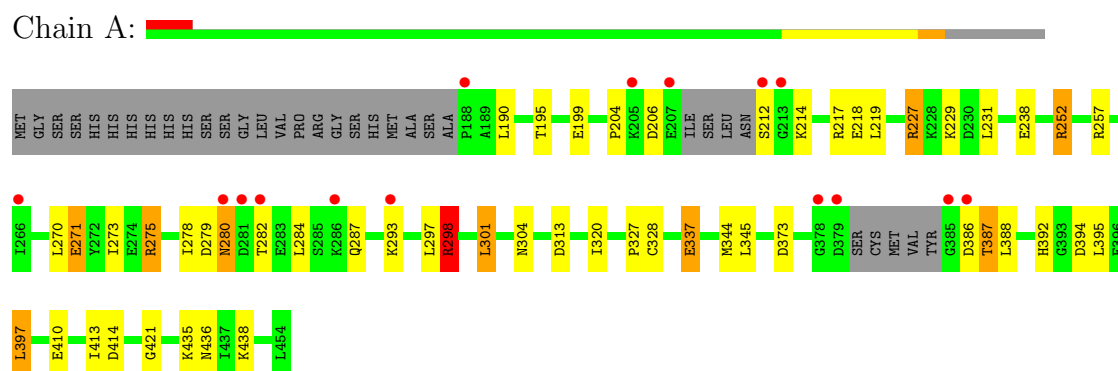 Chain A:
MET GLY SER SER HIS HIS HIS HIS HIS HIS SER SER GLY LEU VAL PRO ARG GLY SER HIS MET ALA SER ALA P188 A189 L190 T195 E199 P204 K205 D206 E207 ILE SER LEU ASN S212 G213 K214 R217 E218 L219 R227 K228 K229 D230 L231 E238 R252 R257
I266 L270 E271 Y272 I273 E274 R275 I278 D279 N280 D281 T282 E283 L284 S285 K286 Q287 K293 L297 R298 L301 N304 D313 I320 P327 C328 E337 M344 L345 D373 G378 D379 SER CYS MET VAL TYR G385 D386 T387 L388 H392 G393 D394 L395 E396
L397 E410 I413 D414 G421 K435 N436 I437 K438 L454